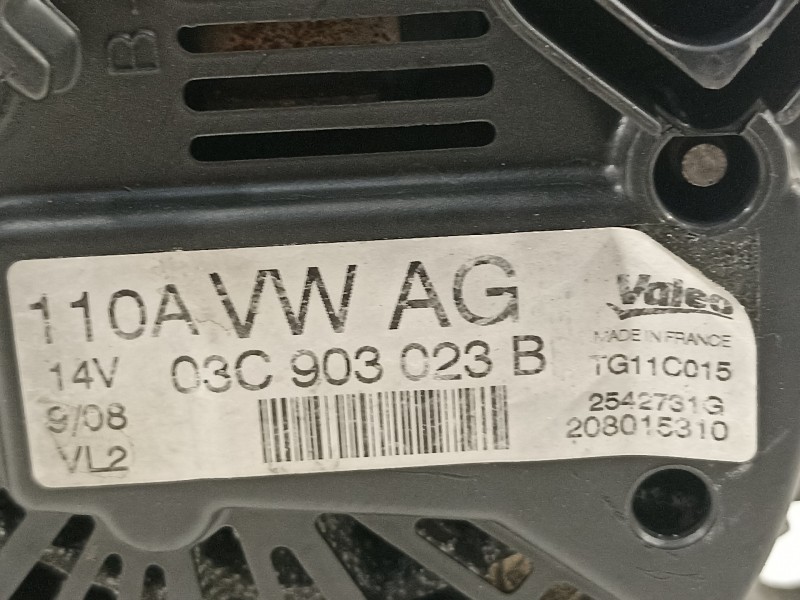 B
110A VW AG
14V 03C 903 023 B
9/08
VL2
Valeo
MADE IN FRANCE
TG11C015
2542731G
208015310